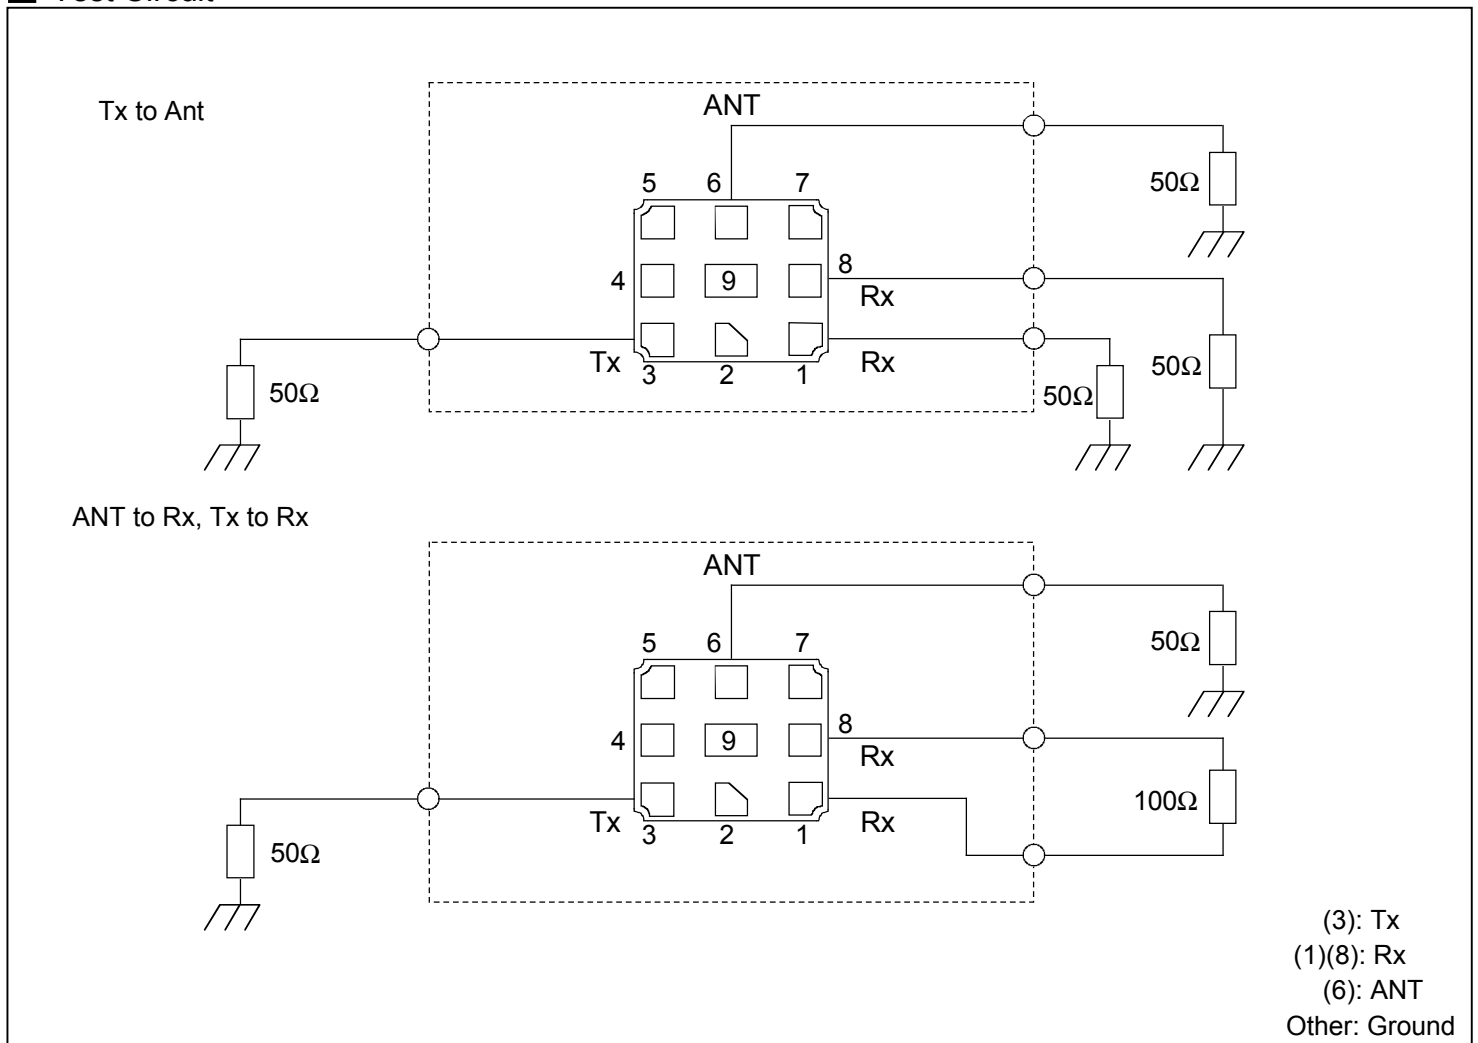 Test Circuit
Tx to Ant
ANT
5 6 7
50Ω
4 9 8
Rx
Tx Rx
3 2 1
50Ω
50Ω
50Ω
ANT to Rx, Tx to Rx
ANT
5 6 7
50Ω
4 9 8
Rx
100Ω
Tx Rx
3 2 1
50Ω
(3): Tx
(1)(8): Rx
(6): ANT
Other: Ground